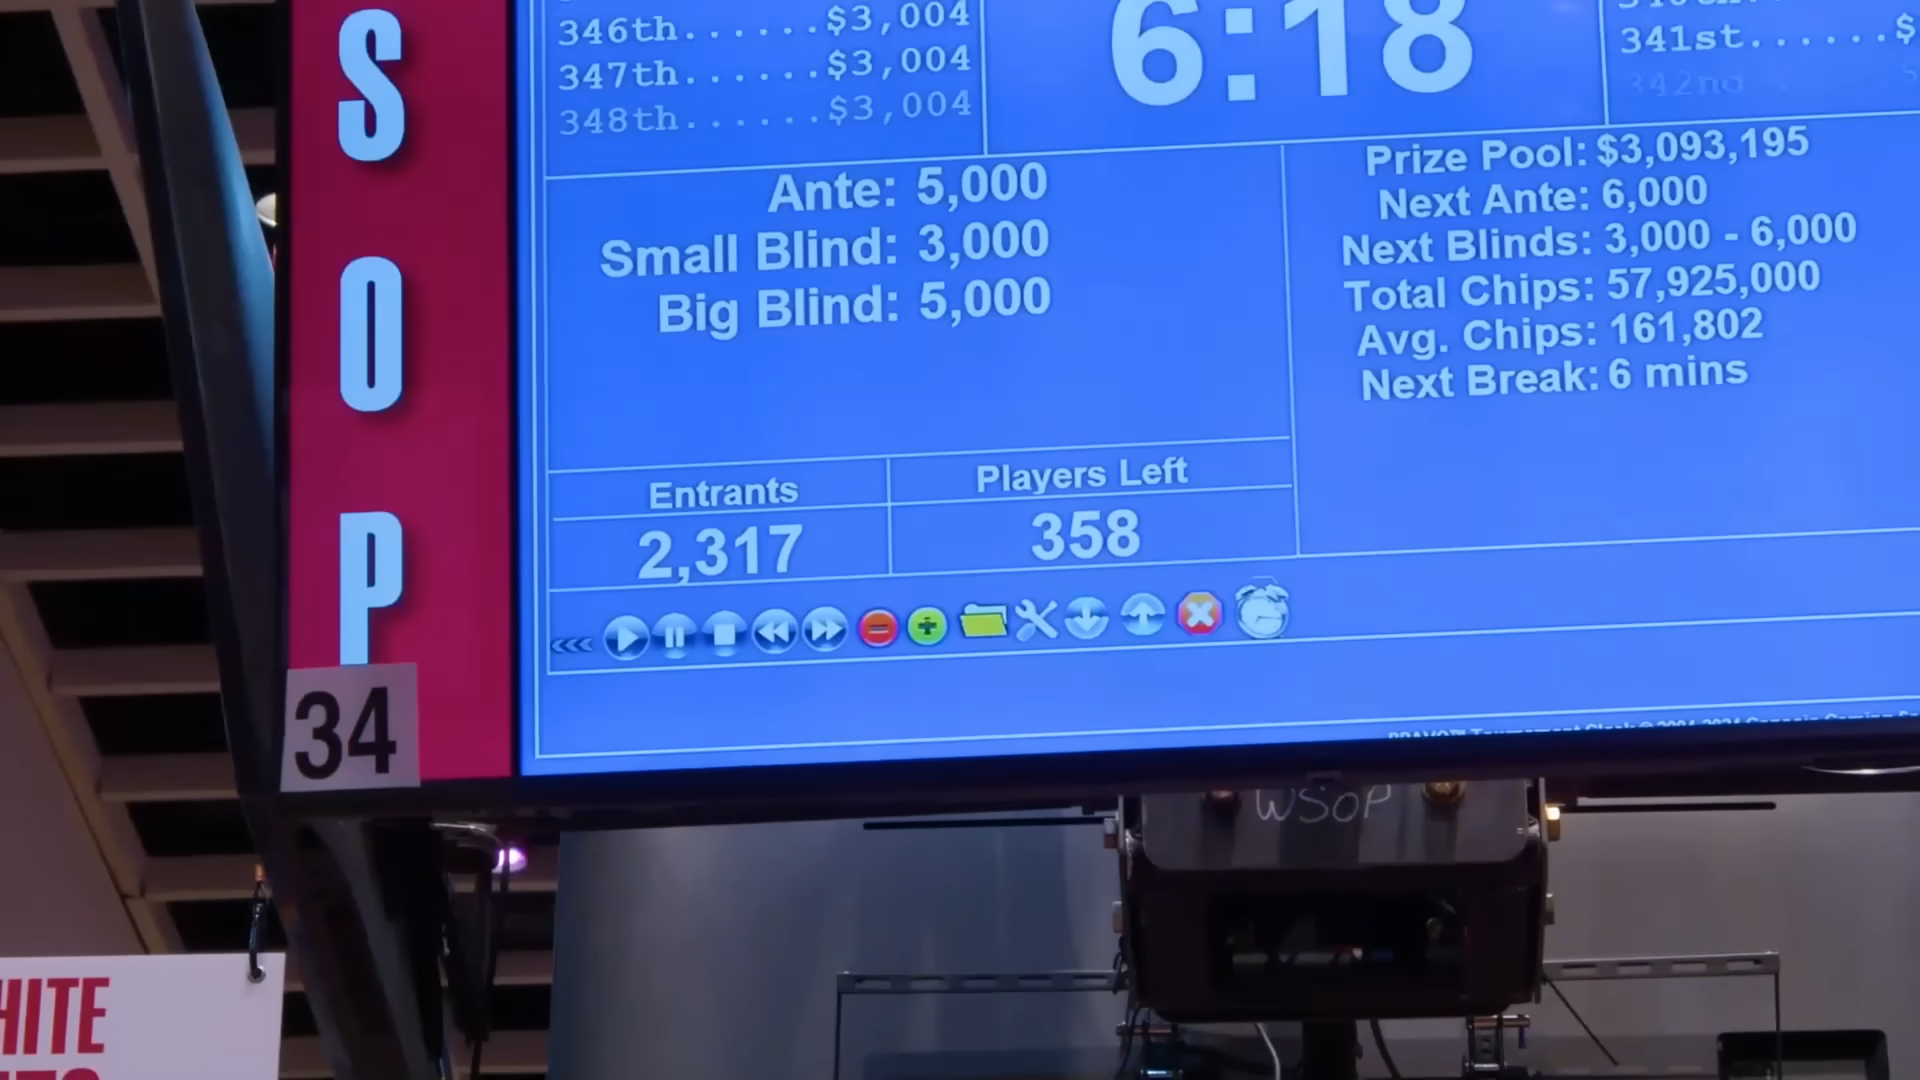 S
O
P
34
346th......$3,004
347th......$3,004
348th......$3,004
6:18
341st......$
342nd
Ante: 5,000
Small Blind: 3,000
Big Blind: 5,000
Prize Pool: $3,093,195
Next Ante: 6,000
Next Blinds: 3,000 - 6,000
Total Chips: 57,925,000
Avg. Chips: 161,802
Next Break: 6 mins
Entrants
Players Left
2,317
358
WSOP
HITE